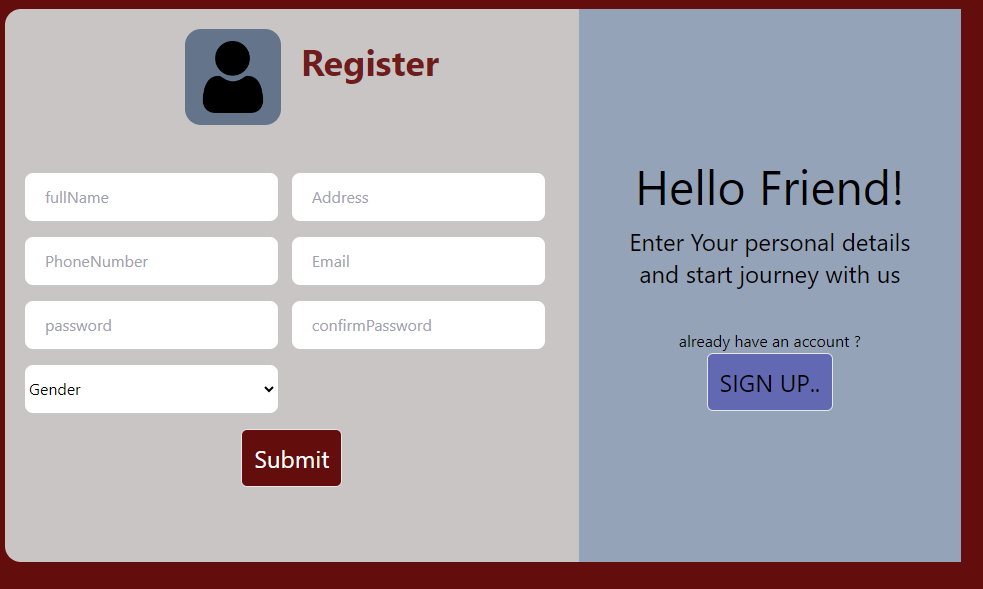 Register
fullName
Address
PhoneNumber
Email
password
confirmPassword
Gender
Submit
Hello Friend!
Enter Your personal details
and start journey with us
already have an account ?
SIGN UP..